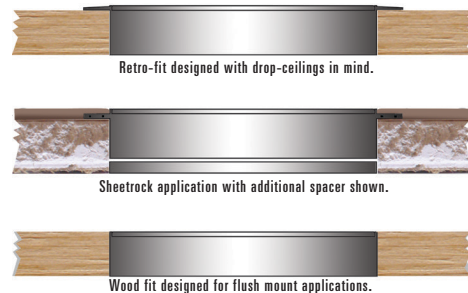 Retro-fit designed with drop-ceilings in mind.
Sheetrock application with additional spacer shown.
Wood fit designed for flush mount applications.